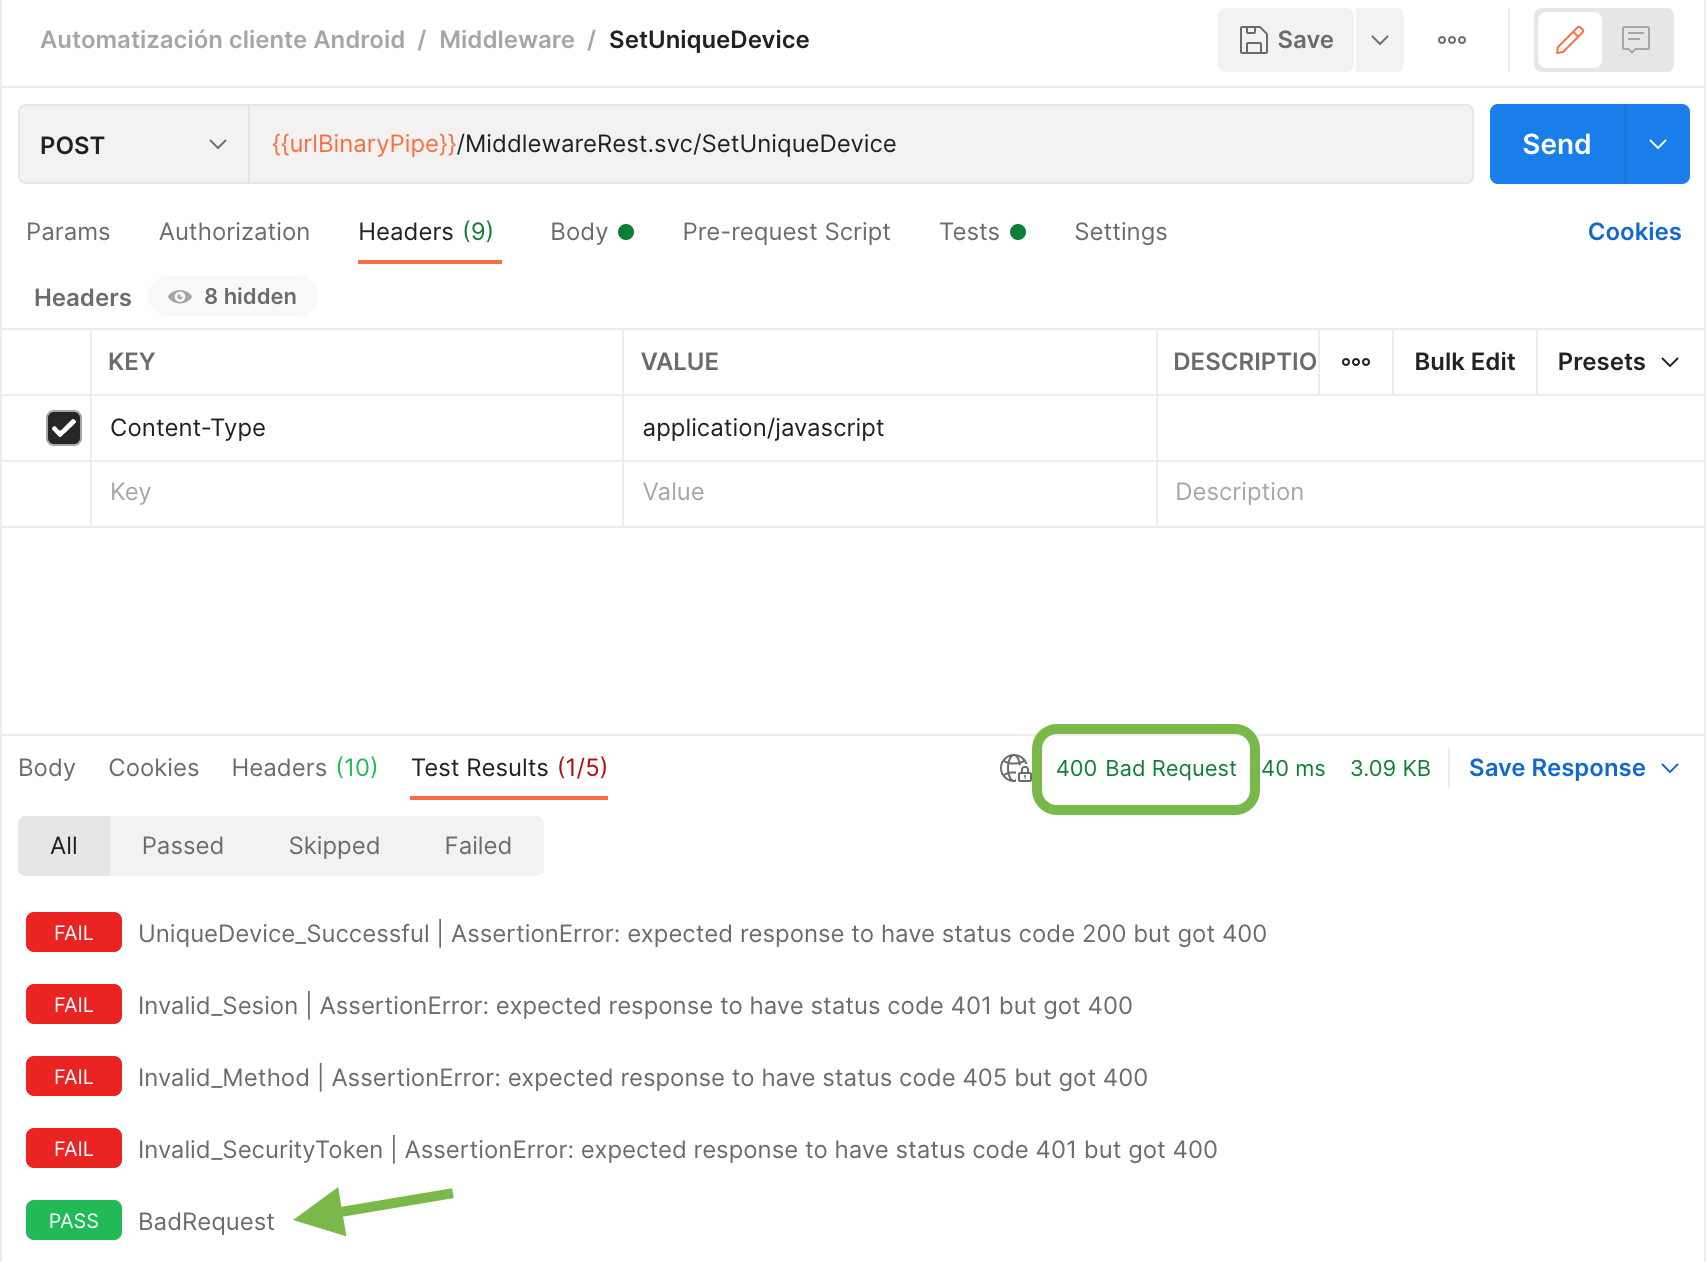 Automatización cliente Android / Middleware / SetUniqueDevice
Save
POST
{{urlBinaryPipe}}/MiddlewareRest.svc/SetUniqueDevice
Send
Params Authorization Headers (9) Body Pre-request Script Tests Settings Cookies
Headers 8 hidden
KEY VALUE DESCRIPTIO Bulk Edit Presets
Content-Type application/javascript
Key Value Description
Body Cookies Headers (10) Test Results (1/5) 400 Bad Request 40 ms 3.09 KB Save Response
All Passed Skipped Failed
FAIL UniqueDevice_Successful | AssertionError: expected response to have status code 200 but got 400
FAIL Invalid_Sesion | AssertionError: expected response to have status code 401 but got 400
FAIL Invalid_Method | AssertionError: expected response to have status code 405 but got 400
FAIL Invalid_SecurityToken | AssertionError: expected response to have status code 401 but got 400
PASS BadRequest